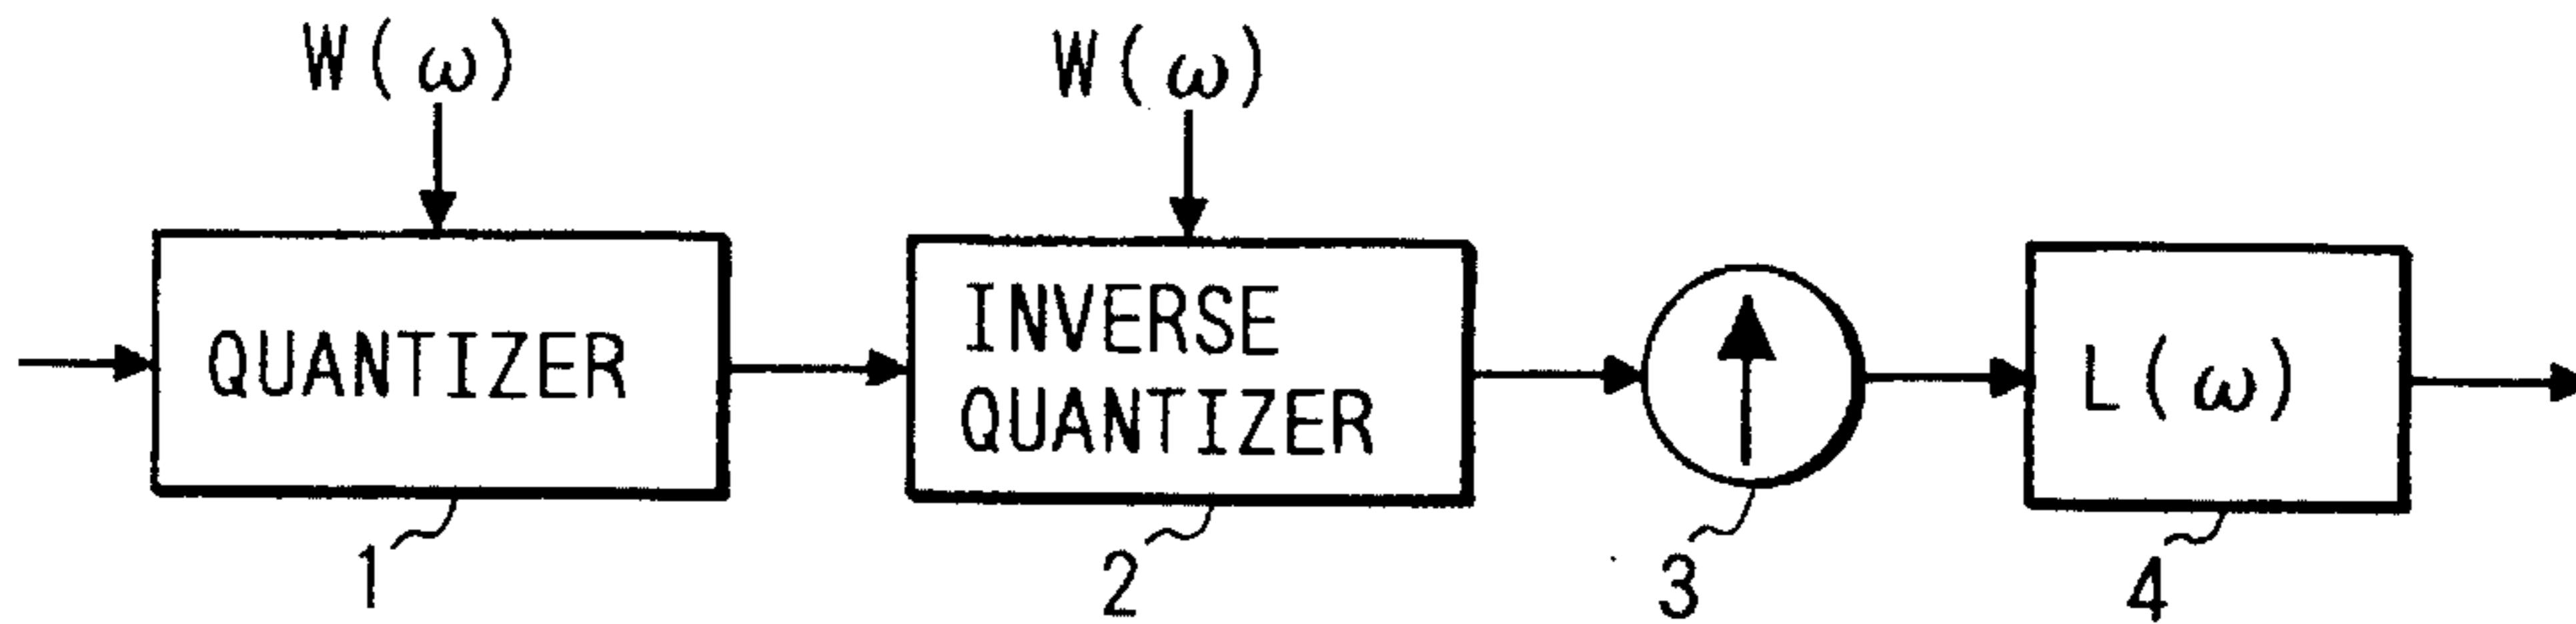 W(ω)
W(ω)
QUANTIZER
INVERSE
QUANTIZER
L(ω)
1
2
3
4